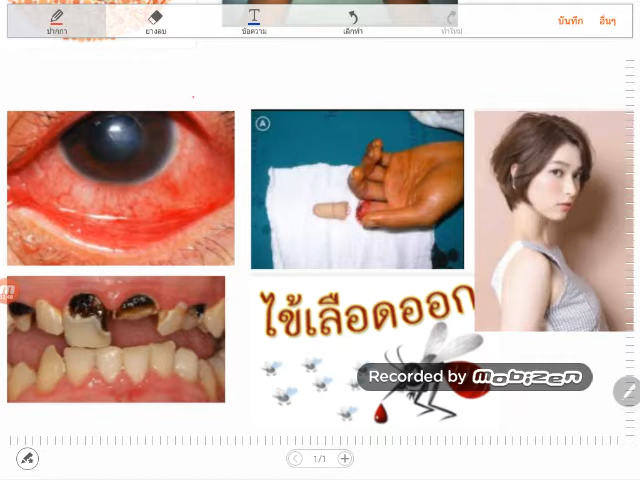 ปากกา ยางลบ ข้อความ เลิกทำ ทำใหม่ บันทึก อื่นๆ
A
ไข้เลือดออก
Recorded by Mobizen
1/1